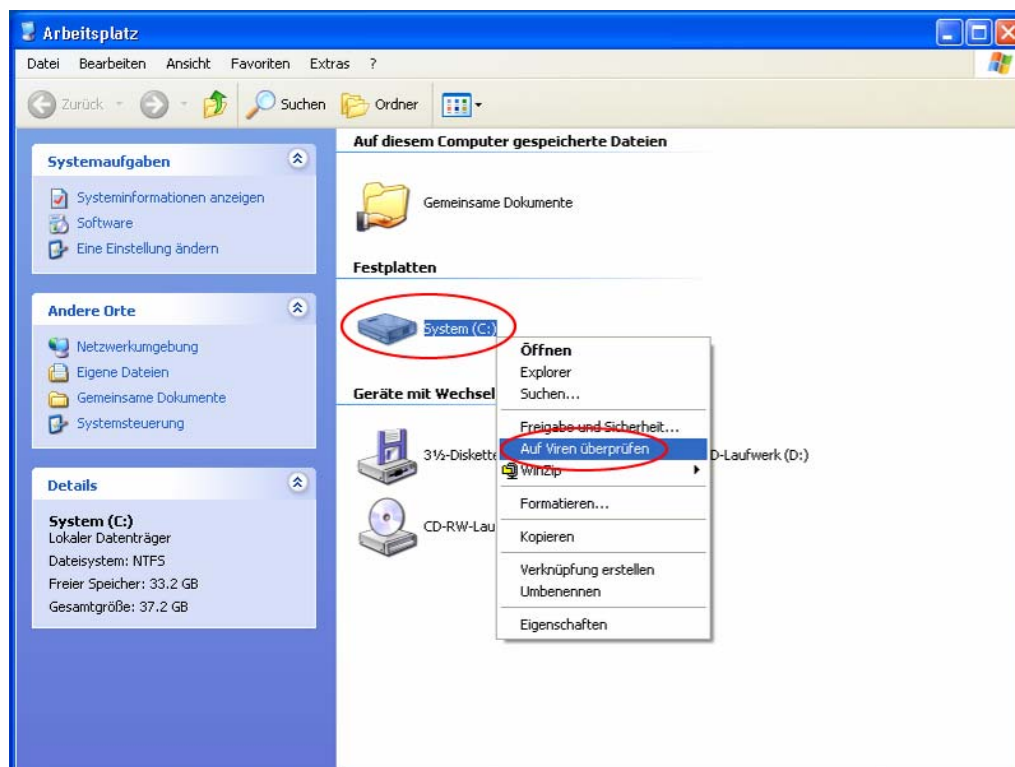 Arbeitsplatz
Datei Bearbeiten Ansicht Favoriten Extras ?
Zurück Suchen Ordner
Systemaufgaben
Systeminformationen anzeigen
Software
Eine Einstellung ändern
Andere Orte
Netzwerkumgebung
Eigene Dateien
Gemeinsame Dokumente
Systemsteuerung
Details
System (C:)
Lokaler Datenträger
Dateisystem: NTFS
Freier Speicher: 33.2 GB
Gesamtgröße: 37.2 GB
Auf diesem Computer gespeicherte Dateien
Gemeinsame Dokumente
Festplatten
System (C:)
Geräte mit Wechsel
3½-Diskette
D-Laufwerk (D:)
CD-RW-Lau
Öffnen
Explorer
Suchen...
Freigabe und Sicherheit...
Auf Viren überprüfen
WinZip
Formatieren...
Kopieren
Verknüpfung erstellen
Umbenennen
Eigenschaften